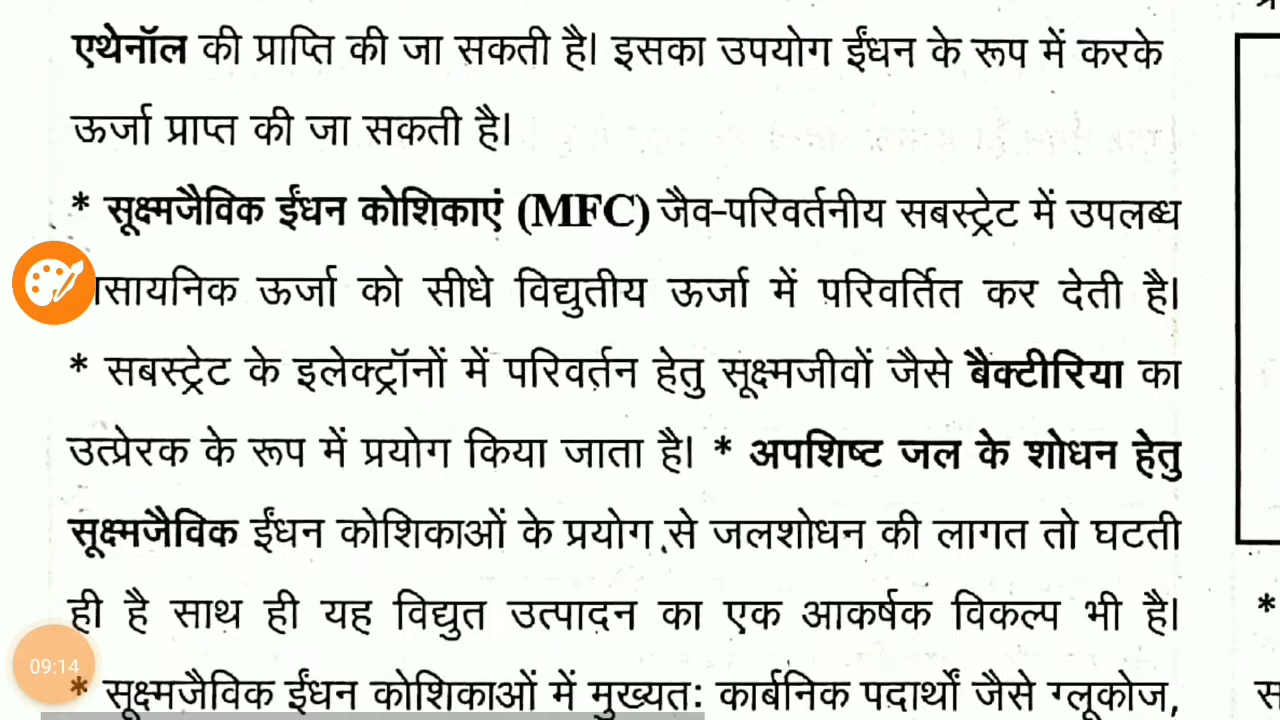 एथेनॉल की प्राप्ति की जा सकती है। इसका उपयोग ईंधन के रूप में करके
ऊर्जा प्राप्त की जा सकती है।
* सूक्ष्मजैविक ईंधन कोशिकाएं (MFC) जैव-परिवर्तनीय सबस्ट्रेट में उपलब्ध
ासायनिक ऊर्जा को सीधे विद्युतीय ऊर्जा में परिवर्तित कर देती है।
* सबस्ट्रेट के इलेक्ट्रॉनों में परिवर्तन हेतु सूक्ष्मजीवों जैसे बैक्टीरिया का
उत्प्रेरक के रूप में प्रयोग किया जाता है। * अपशिष्ट जल के शोधन हेतु
सूक्ष्मजैविक ईंधन कोशिकाओं के प्रयोग से जलशोधन की लागत तो घटती
ही है साथ ही यह विद्युत उत्पादन का एक आकर्षक विकल्प भी है।
* सूक्ष्मजैविक ईंधन कोशिकाओं में मुख्यतः कार्बनिक पदार्थों जैसे ग्लूकोज,
09:14
*